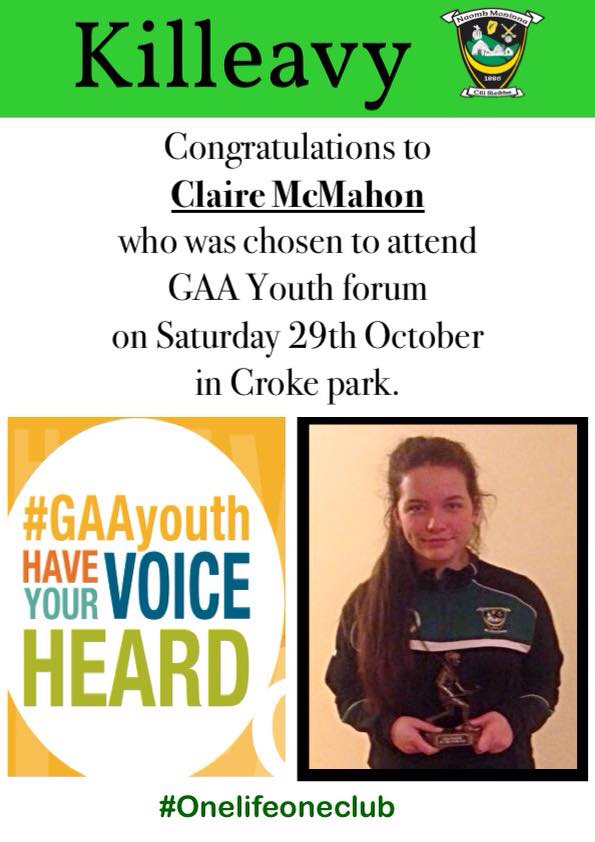 Killeavy
Naomh Moninna
1886
Cill Sleibhe
Congratulations to
Claire McMahon
who was chosen to attend
GAA Youth forum
on Saturday 29th October
in Croke park.
#GAAyouth
HAVE YOUR VOICE
HEARD
#Onelifeoneclub